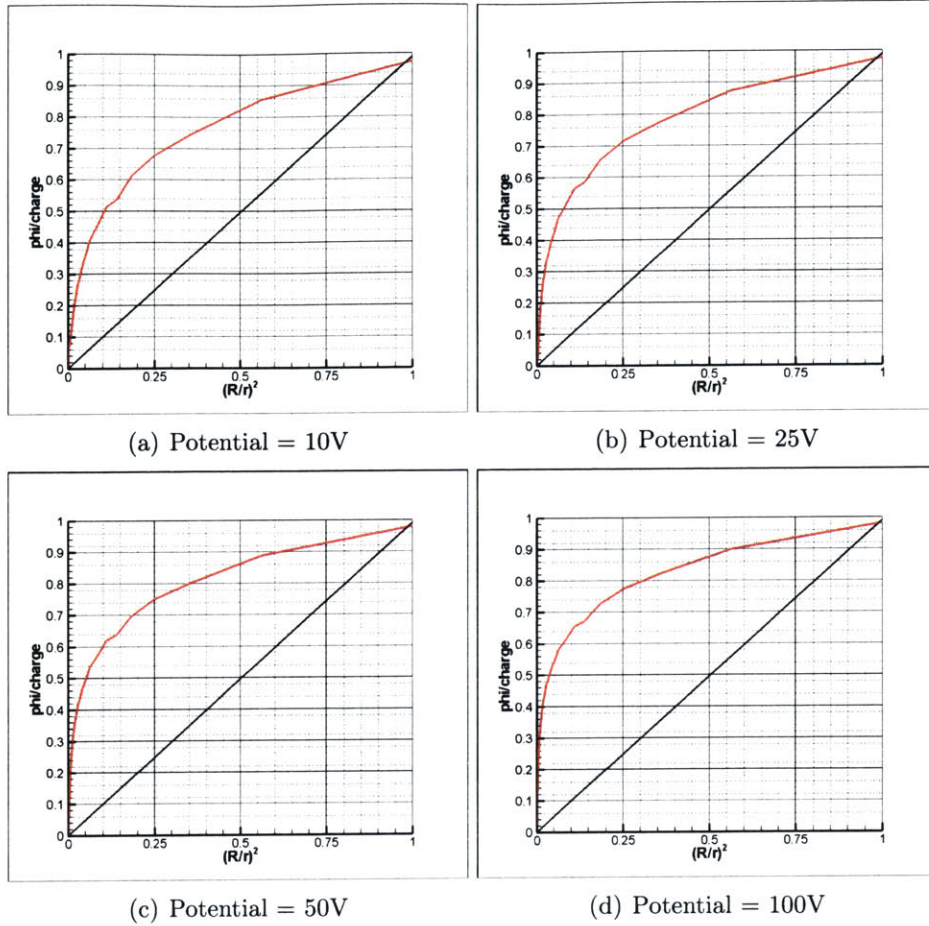 1
0.9
0.8
0.7
0.6
0.5
0.4
0.3
0.2
0.1
0
phi/charge
0 0.25 0.5 0.75 1
(R/r)²
(a) Potential = 10V
1
0.9
0.8
0.7
0.6
0.5
0.4
0.3
0.2
0.1
0
phi/charge
0 0.25 0.5 0.75 1
(R/r)²
(b) Potential = 25V
1
0.9
0.8
0.7
0.6
0.5
0.4
0.3
0.2
0.1
0
phi/charge
0 0.25 0.5 0.75 1
(R/r)²
(c) Potential = 50V
1
0.9
0.8
0.7
0.6
0.5
0.4
0.3
0.2
0.1
0
phi/charge
0 0.25 0.5 0.75 1
(R/r)²
(d) Potential = 100V